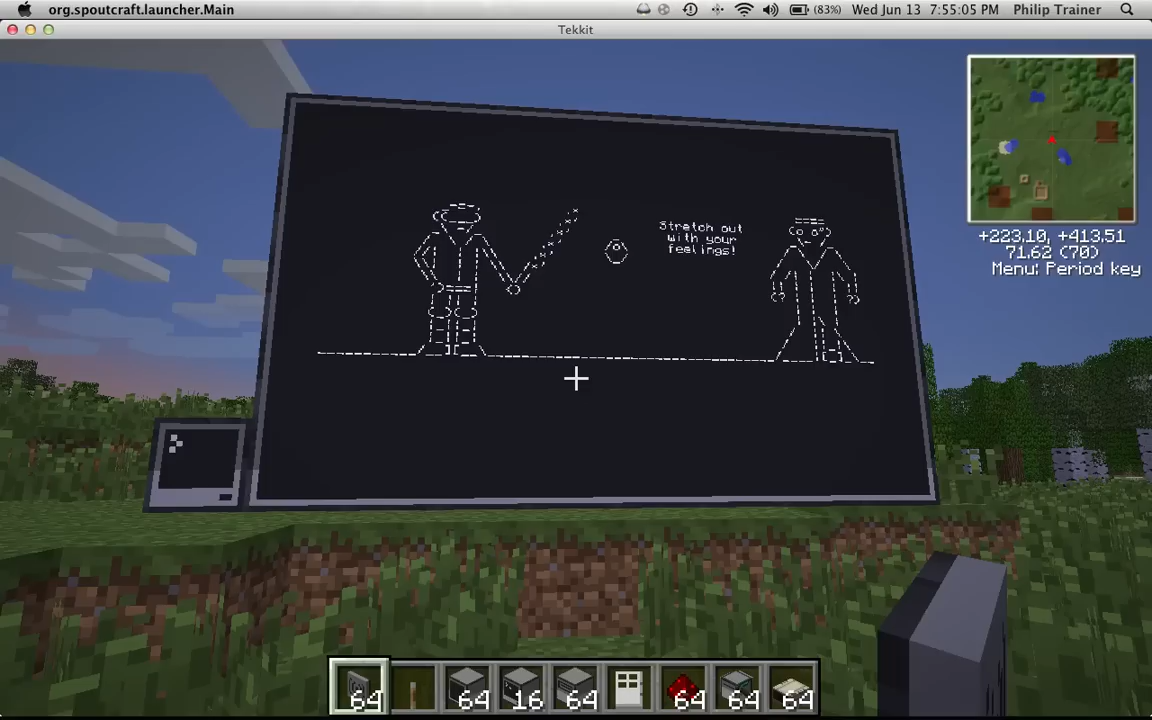 org.spoutcraft.launcher.Main
(83%)
Wed Jun 13 7:55:05 PM
Philip Trainer
Tekkit
Stretch out
with your
feelings!
+223.10, +413.51
71.62 (70)
Menu: Period key
64
64
16
64
64
64
64